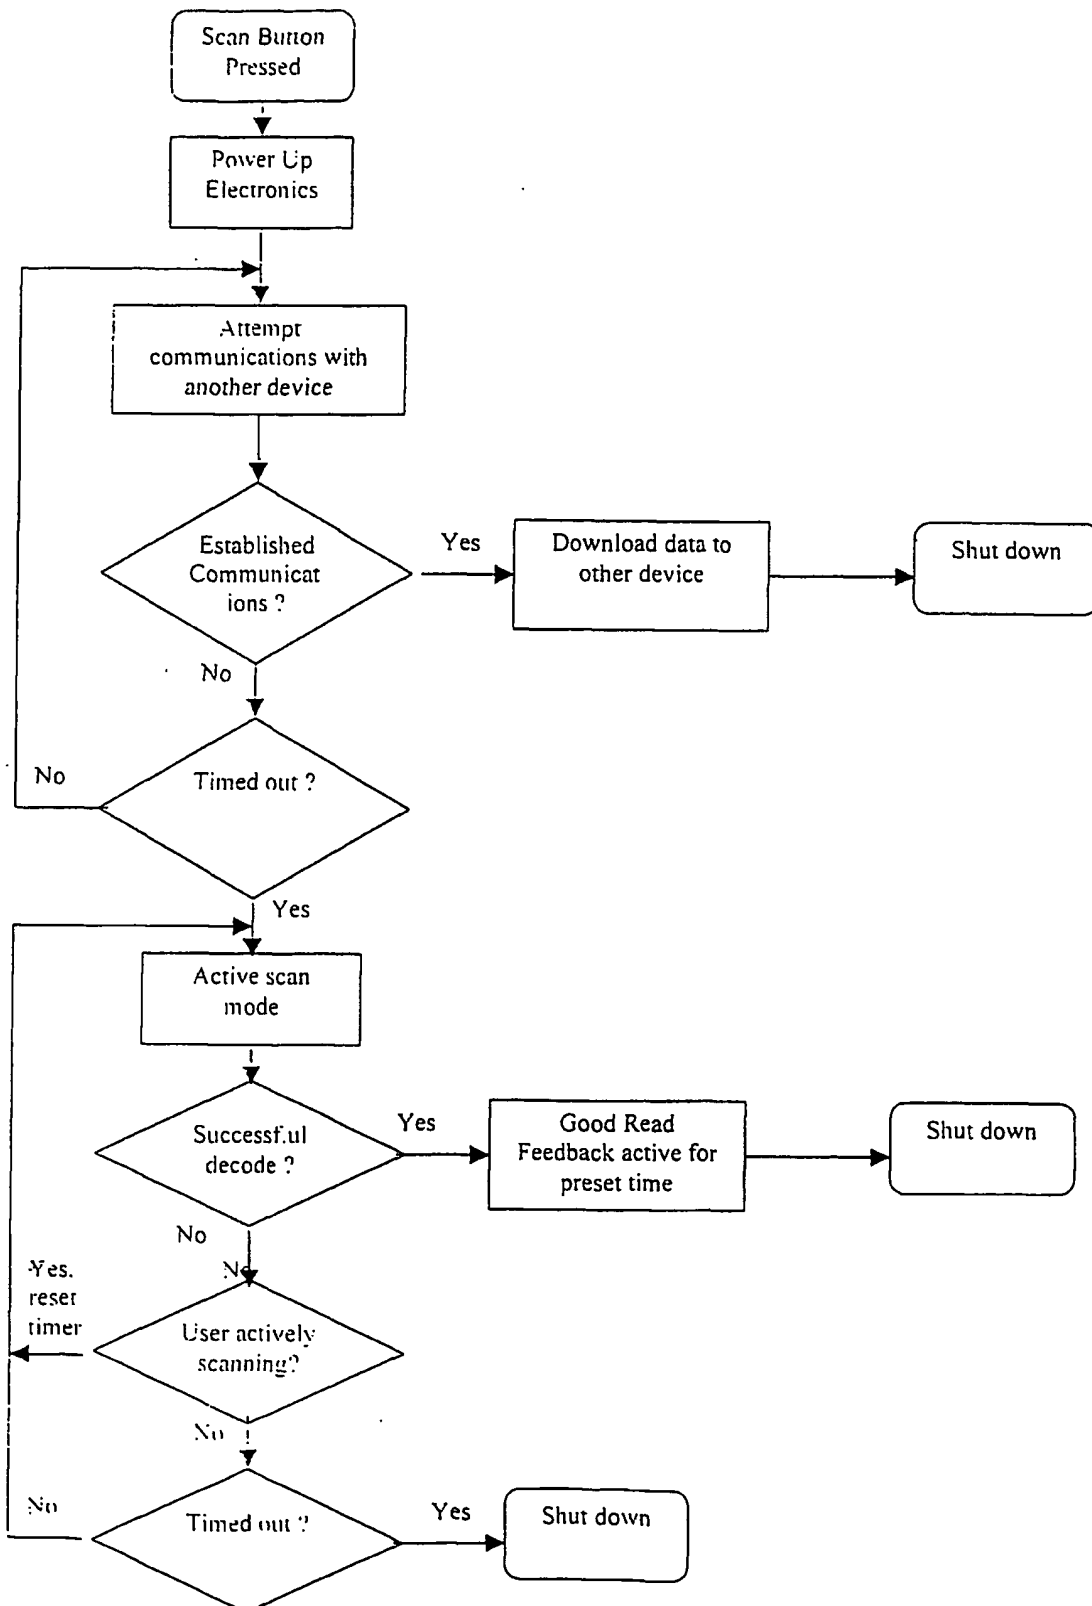 Scan Button
Pressed
Power Up
Electronics
Attempt
communications with
another device
Established
Communicat
ions ?
Yes
Download data to
other device
Shut down
No
Timed out ?
No
Yes
Active scan
mode
Successful
decode ?
Yes
Good Read
Feedback active for
preset time
Shut down
No
No
Yes,
reset
timer
User actively
scanning?
No
Timed out ?
No
Yes
Shut down